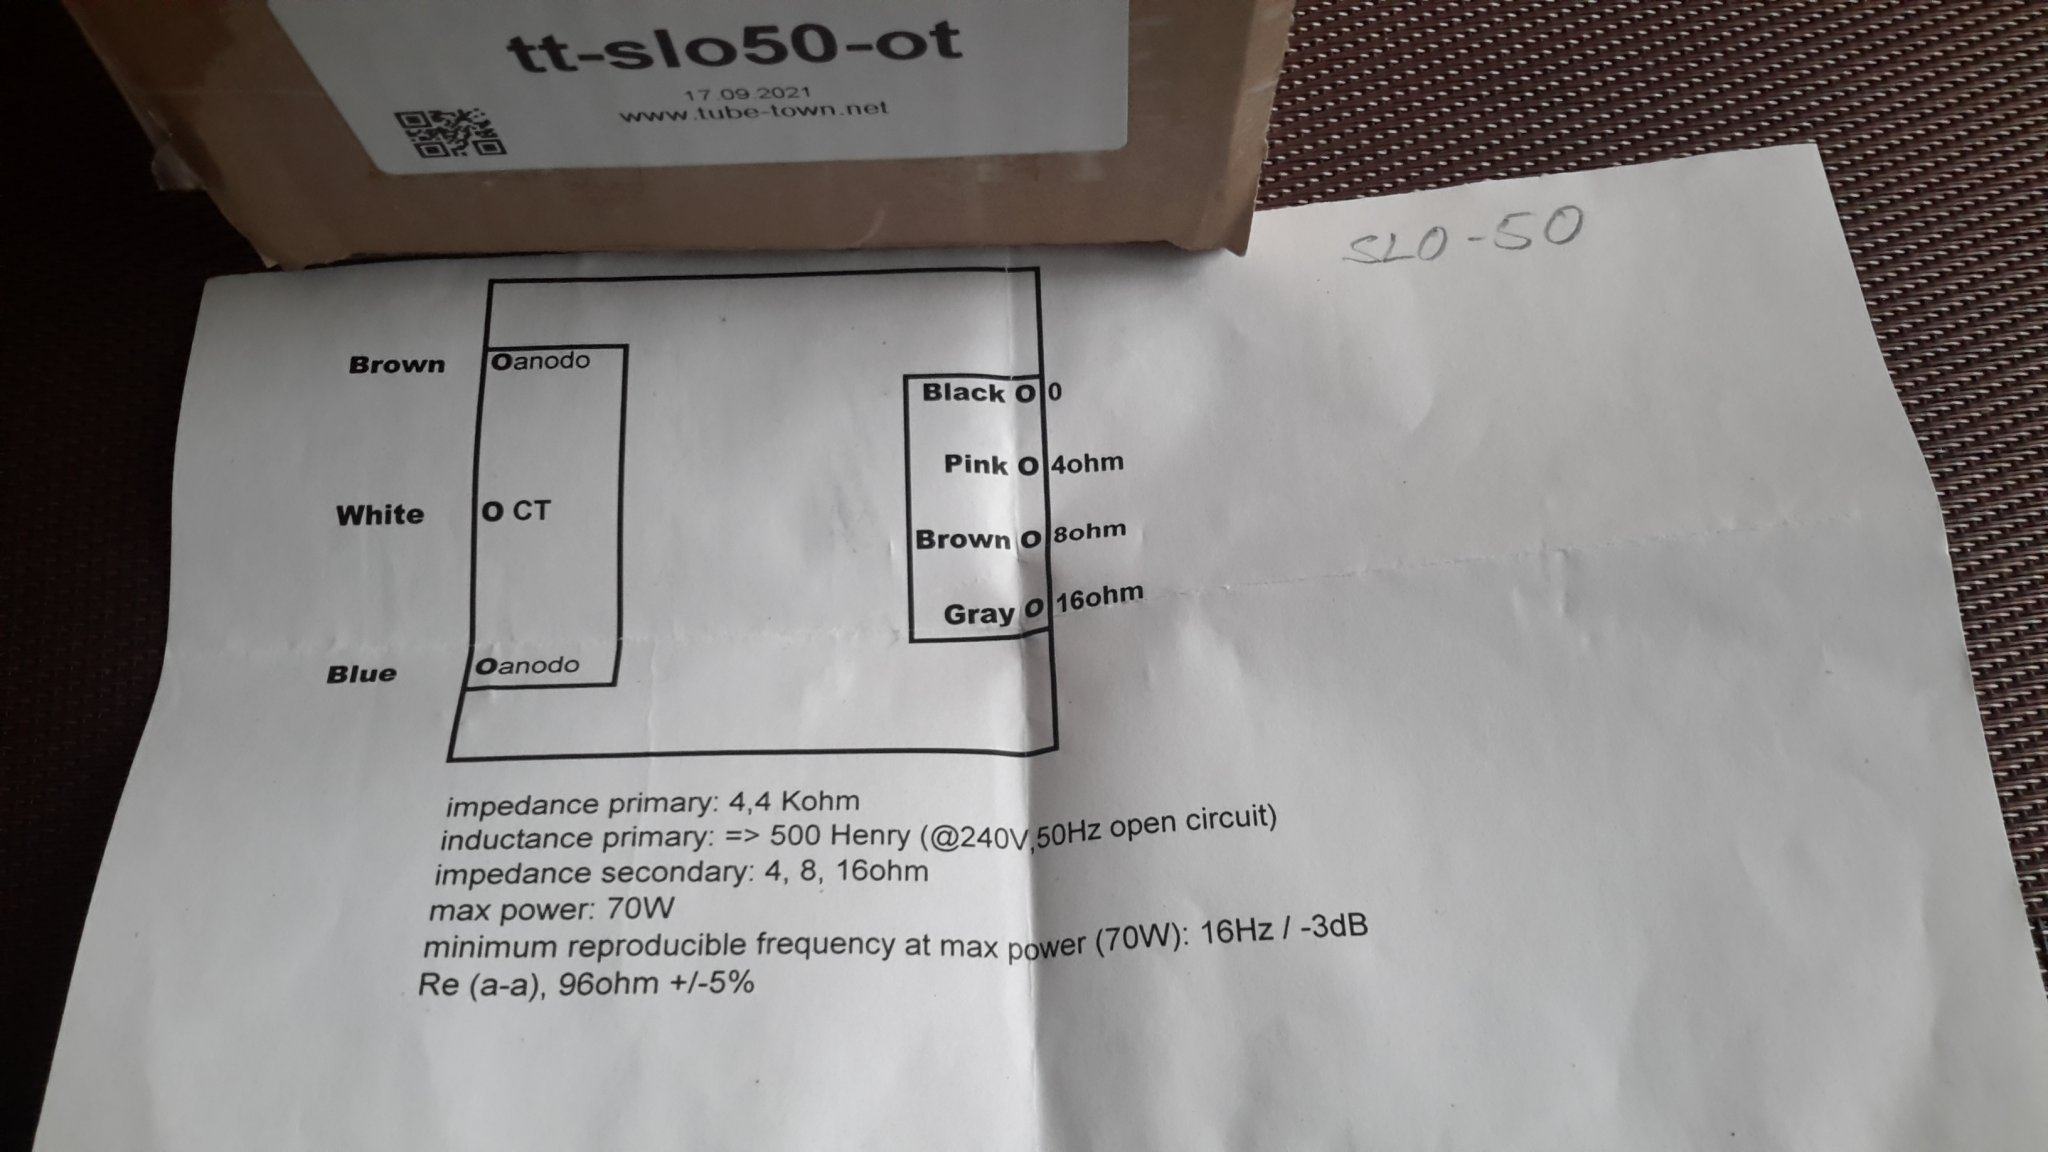 tt-slo50-ot
17.09.2021
www.tube-town.net
SLO-50
Brown Oanodo
Black O 0
Pink O 4ohm
White O CT
Brown O 8ohm
Gray O 16ohm
Blue Oanodo
impedance primary: 4,4 Kohm
inductance primary: => 500 Henry (@240V,50Hz open circuit)
impedance secondary: 4, 8, 16ohm
max power: 70W
minimum reproducible frequency at max power (70W): 16Hz / -3dB
Re (a-a), 96ohm +/-5%